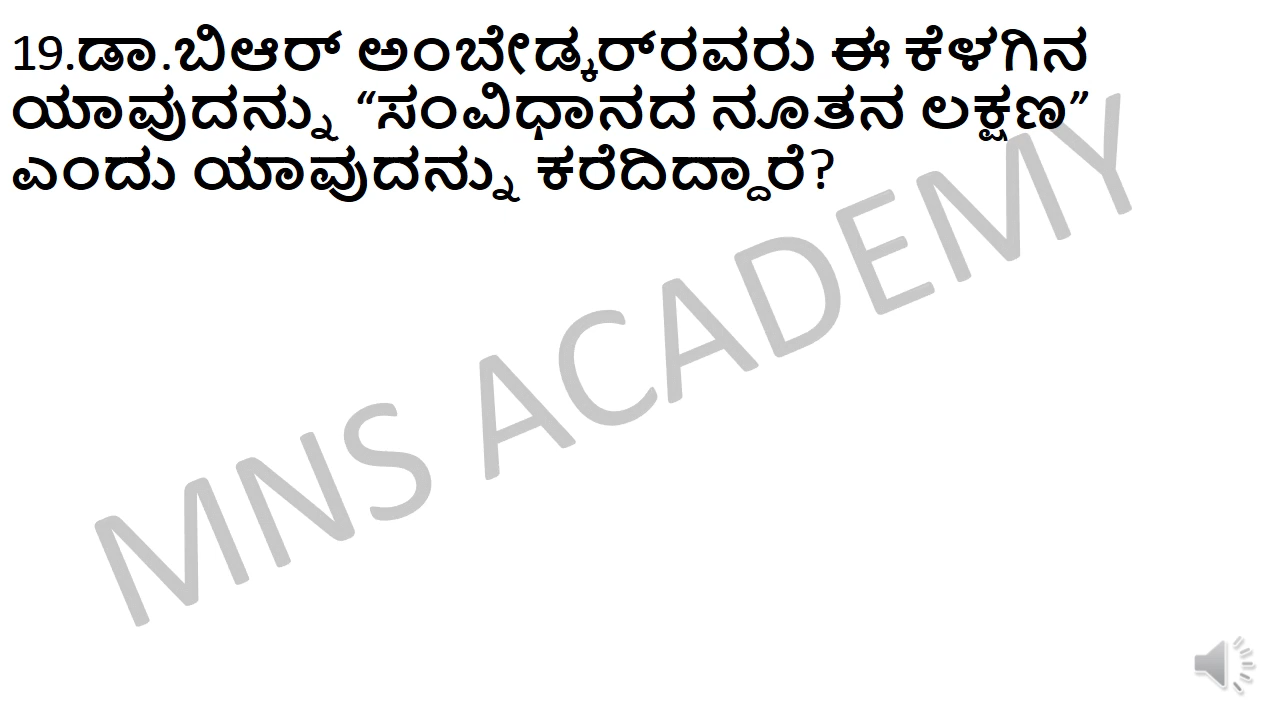 19.ಡಾ.ಬಿಆರ್ ಅಂಬೇಡ್ಕರ್‌ರವರು ಈ ಕೆಳಗಿನ
ಯಾವುದನ್ನು “ಸಂವಿಧಾನದ ನೂತನ ಲಕ್ಷಣ”
ಎಂದು ಯಾವುದನ್ನು ಕರೆದಿದ್ದಾರೆ?
MNS ACADEMY